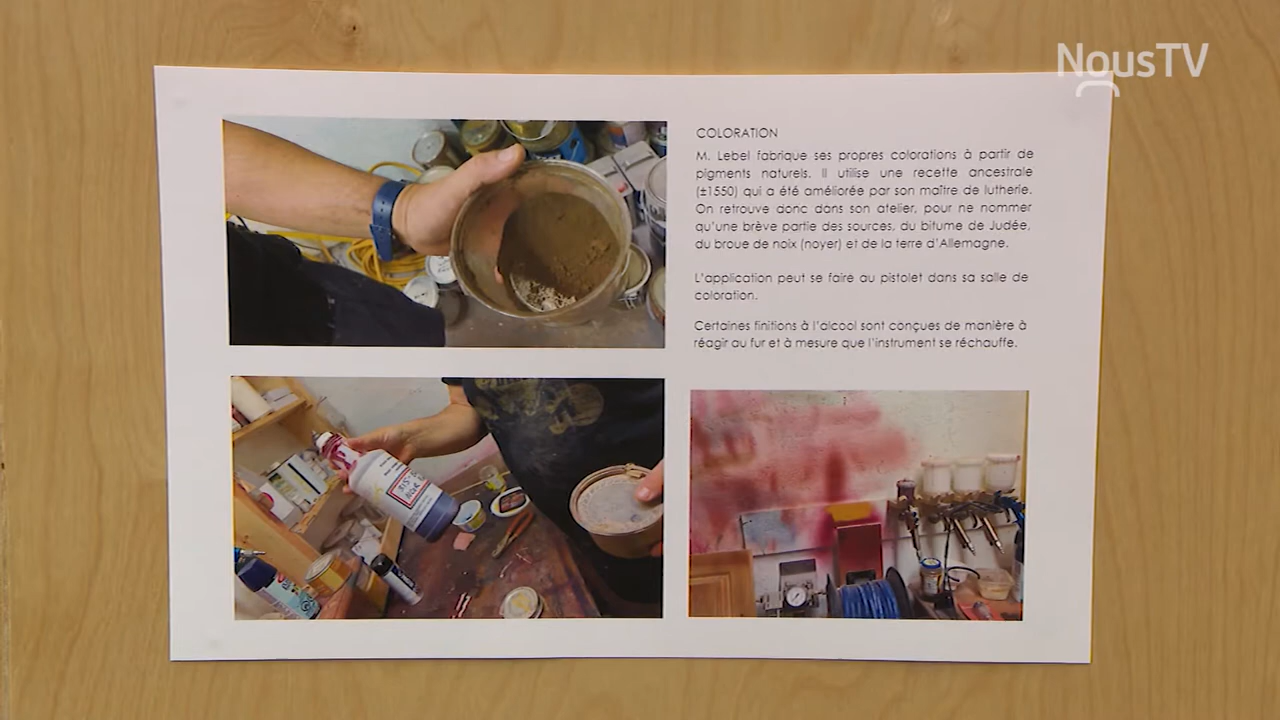 NousTV
COLORATION
M. Lebel fabrique ses propres colorations à partir de
pigments naturels. Il utilise une recette ancestrale
(±1550) qui a été améliorée par son maître de lutherie.
On retrouve donc dans son atelier, pour ne nommer
qu'une brève partie des sources, du bitume de Judée,
du broue de noix (noyer) et de la terre d'Allemagne.
L'application peut se faire au pistolet dans sa salle de
coloration.
Certaines finitions à l'alcool sont conçues de manière à
réagir au fur et à mesure que l'instrument se réchauffe.